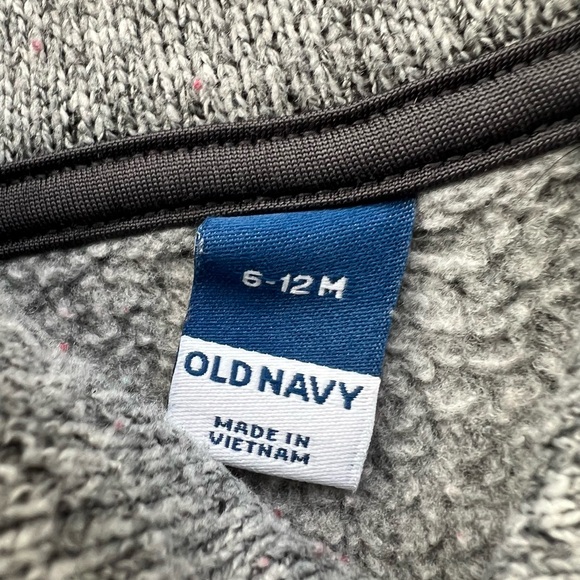 6-12 M
OLD NAVY
MADE IN
VIETNAM